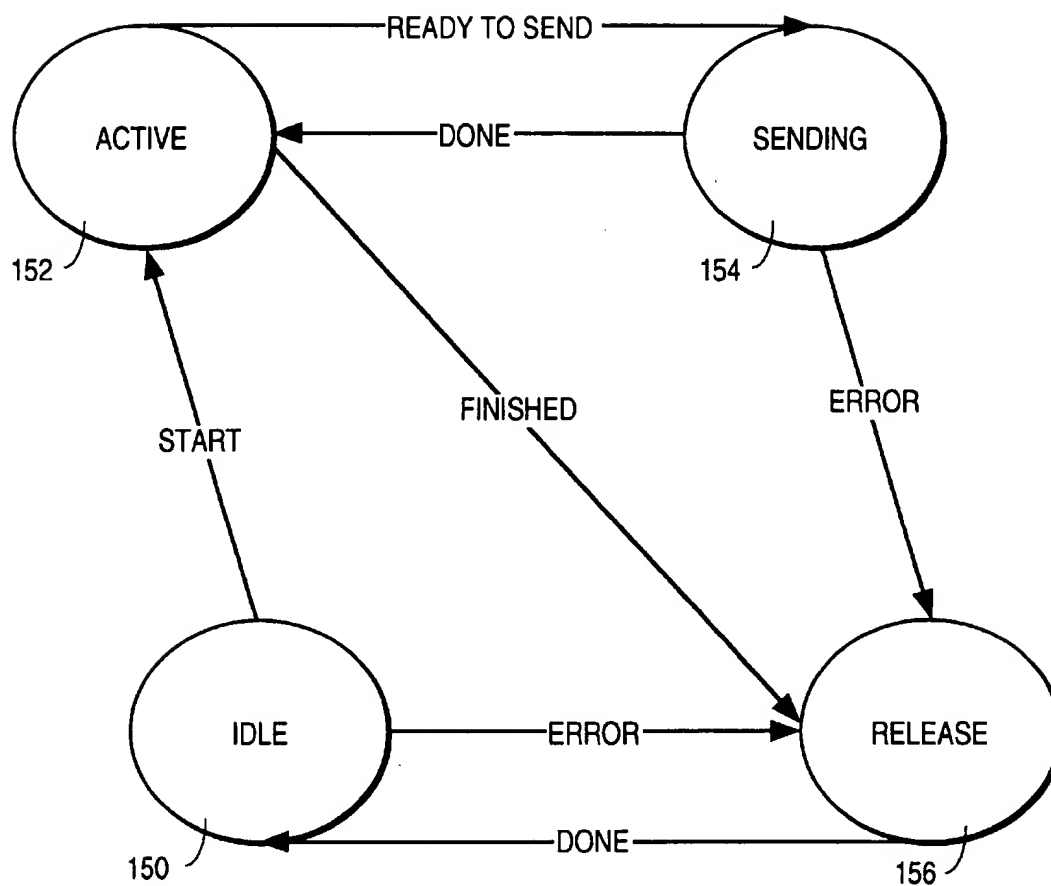 READY TO SEND
ACTIVE
DONE
SENDING
152
154
START
FINISHED
ERROR
IDLE
ERROR
RELEASE
DONE
150
156